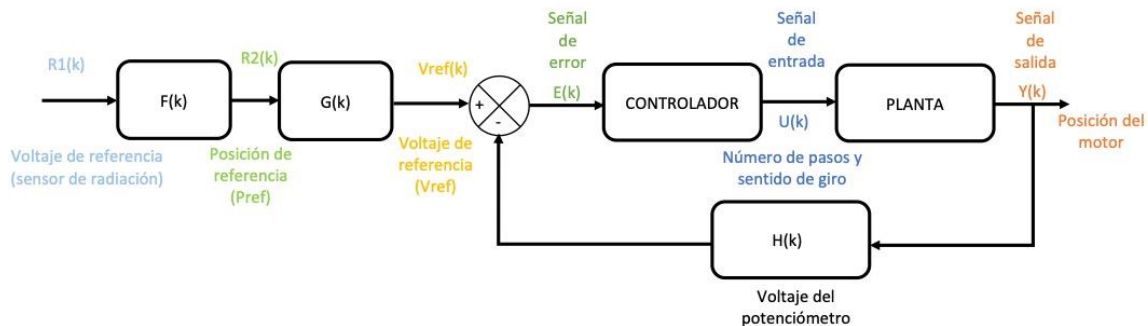 R1(k)
Voltaje de referencia
(sensor de radiación)
F(k)
R2(k)
Posición de
referencia
(Pref)
G(k)
Vref(k)
Voltaje de
referencia
(Vref)
+
-
Señal
de
error
E(k)
CONTROLADOR
Señal
de
entrada
U(k)
Número de pasos y
sentido de giro
PLANTA
Señal
de
salida
Y(k)
Posición del
motor
H(k)
Voltaje del
potenciómetro